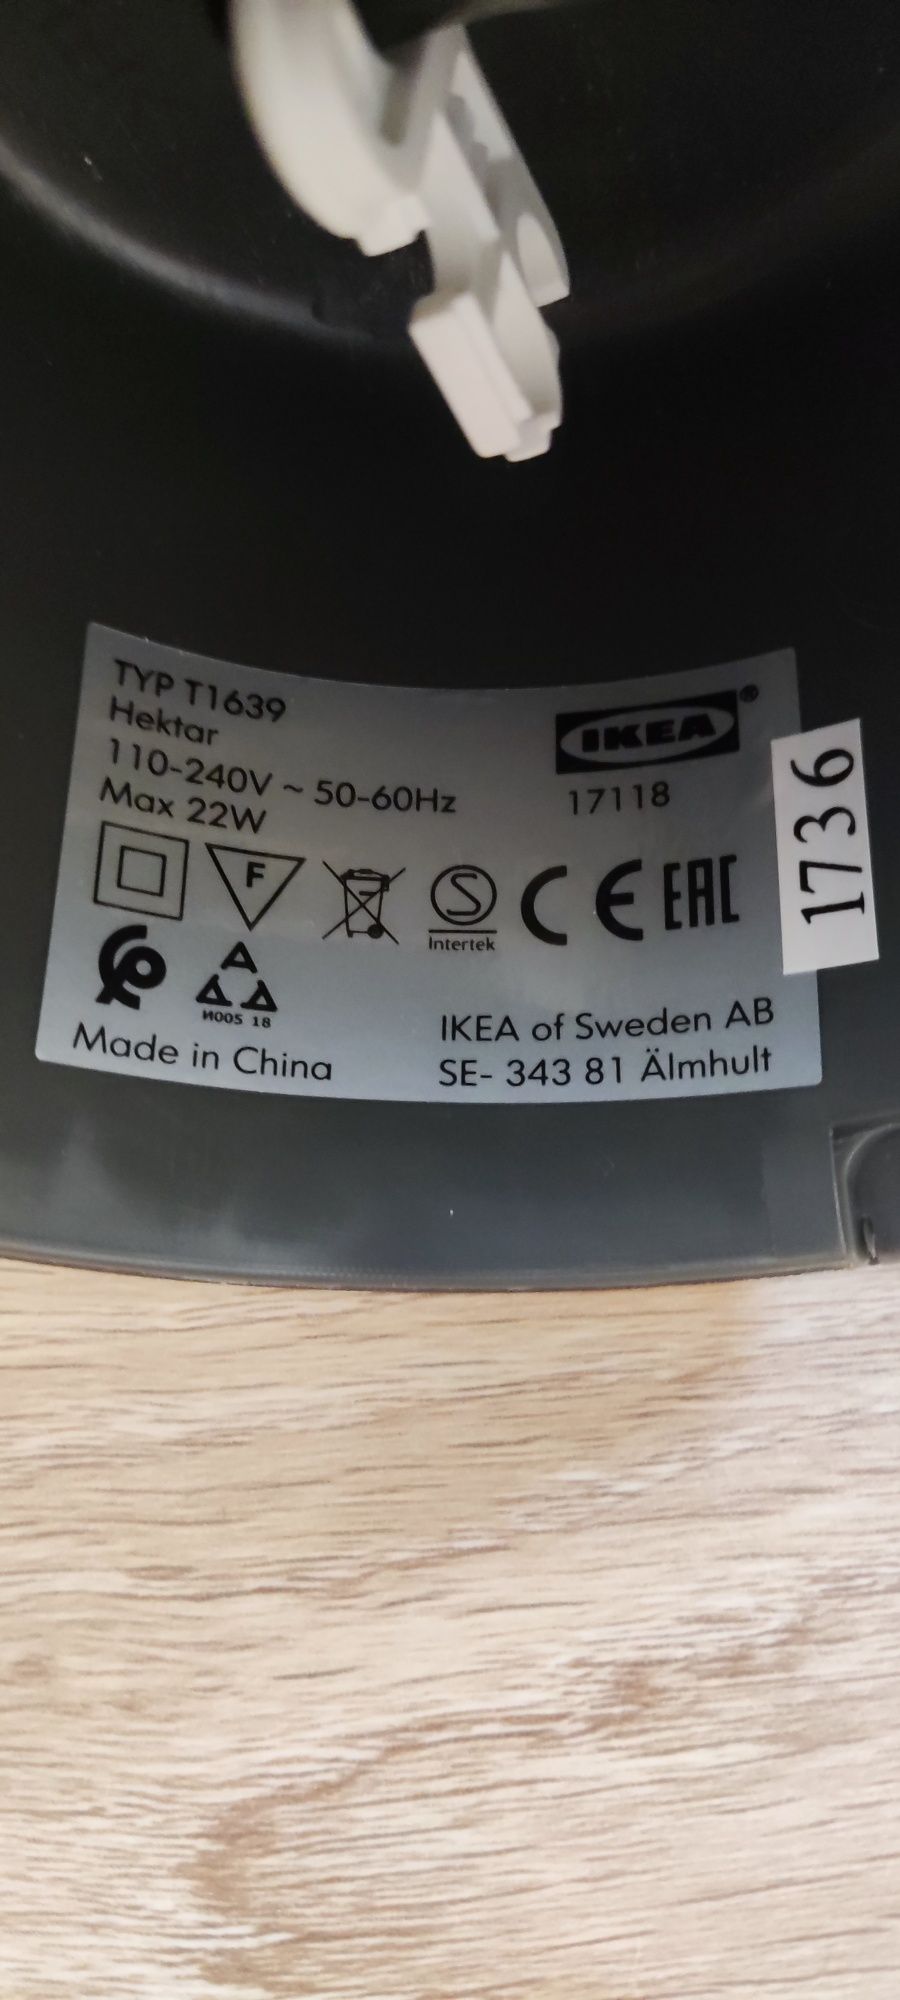 TYP T1639
Hektar
110-240V ~ 50-60Hz
Max 22W
IKEA ®
17118
F
S
Intertek
CE EAC
И005 18
Made in China
IKEA of Sweden AB
SE- 343 81 Älmhult
1736